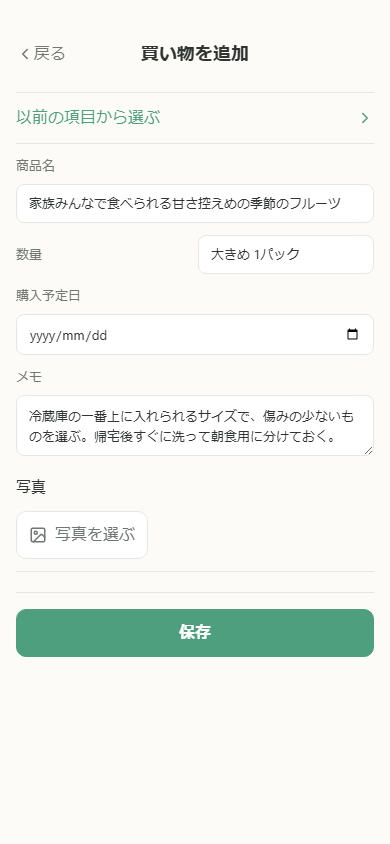 戻る
買い物を追加
以前の項目から選ぶ
商品名
家族みんなで食べられる甘さ控えめの季節のフルーツ
数量
大きめ 1パック
購入予定日
yyyy/mm/dd
メモ
冷蔵庫の一番上に入れられるサイズで、傷みの少ないも
のを選ぶ。帰宅後すぐに洗って朝食用に分けておく。
写真
写真を選ぶ
保存